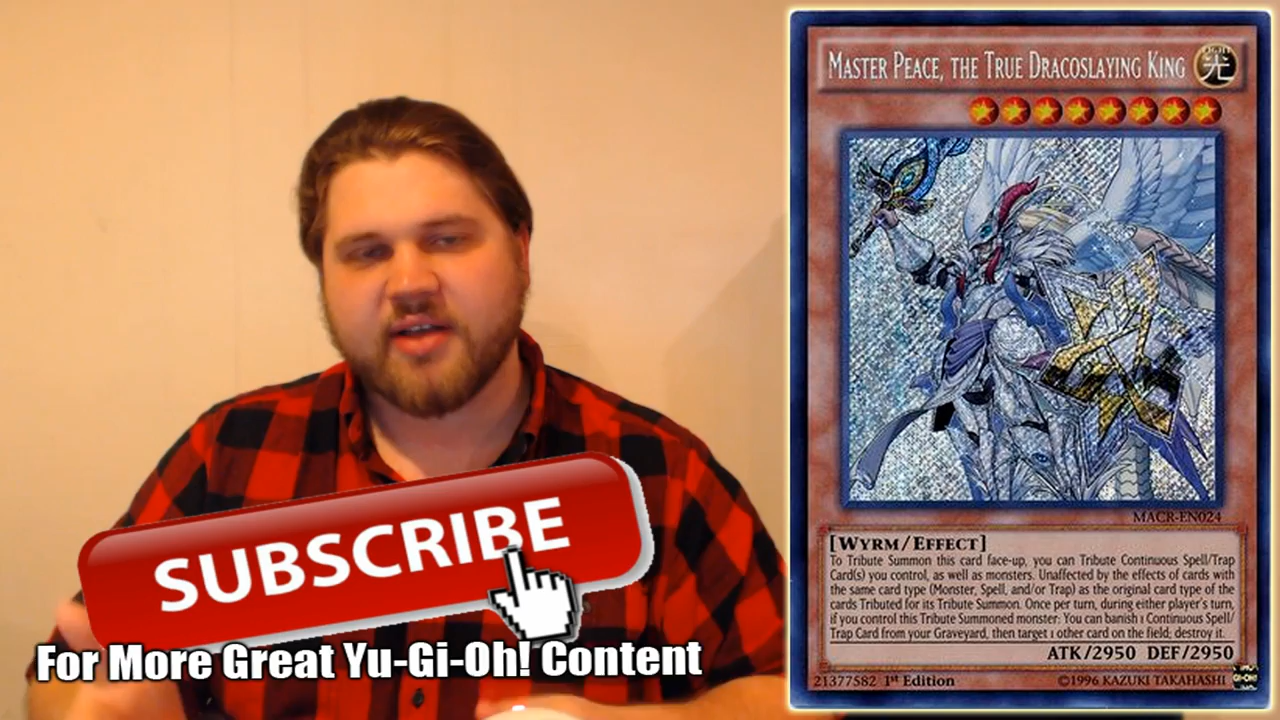 SUBSCRIBE
For More Great Yu-Gi-Oh! Content
MASTER PEACE, THE TRUE DRACOSLAYING KING
LIGHT
光
MACR-EN024
[WYRM/EFFECT]
To Tribute Summon this card face-up, you can Tribute Continuous Spell/Trap
Card(s) you control, as well as monsters. Unaffected by the effects of cards with
the same card type (Monster, Spell, and/or Trap) as the original card type of the
cards Tributed for its Tribute Summon. Once per turn, during either player's turn,
if you control this Tribute Summoned monster: You can banish 1 Continuous Spell/
Trap Card from your Graveyard, then target 1 other card on the field; destroy it.
ATK/2950 DEF/2950
21377582 1st Edition
©1996 KAZUKI TAKAHASHI